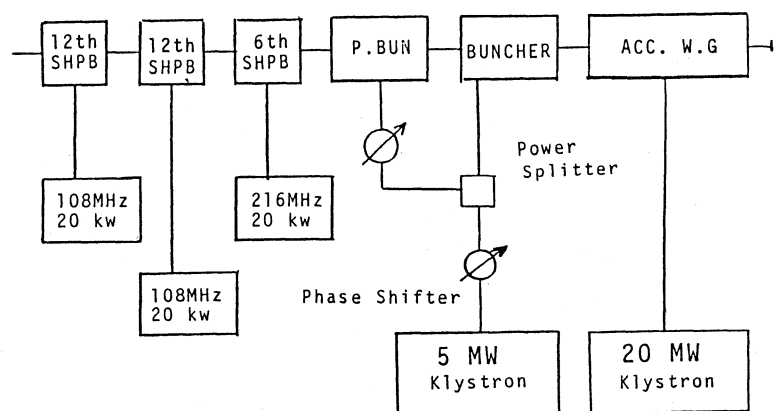 12th
SHPB
12th
SHPB
6th
SHPB
P.BUN
BUNCHER
ACC. W.G
Power
Splitter
108MHz
20 kw
216MHz
20 kw
108MHz
20 kw
Phase Shifter
5 MW
Klystron
20 MW
Klystron